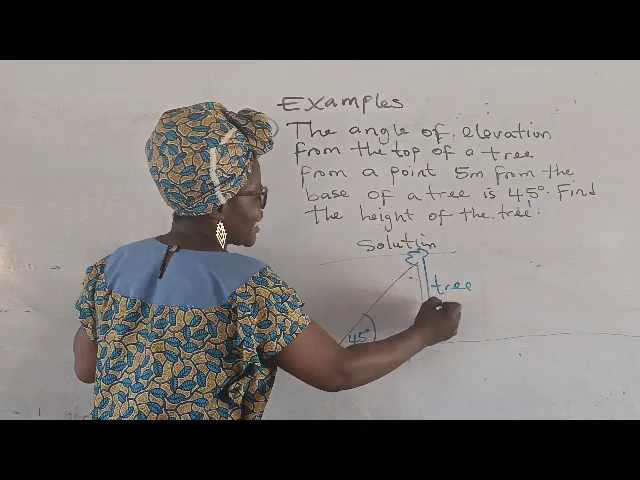 Examples
The angle of elevation
from the top of a tree
from a point 5m from the
base of a tree is 45°. Find
the height of the tree.
Solution
tree
45°